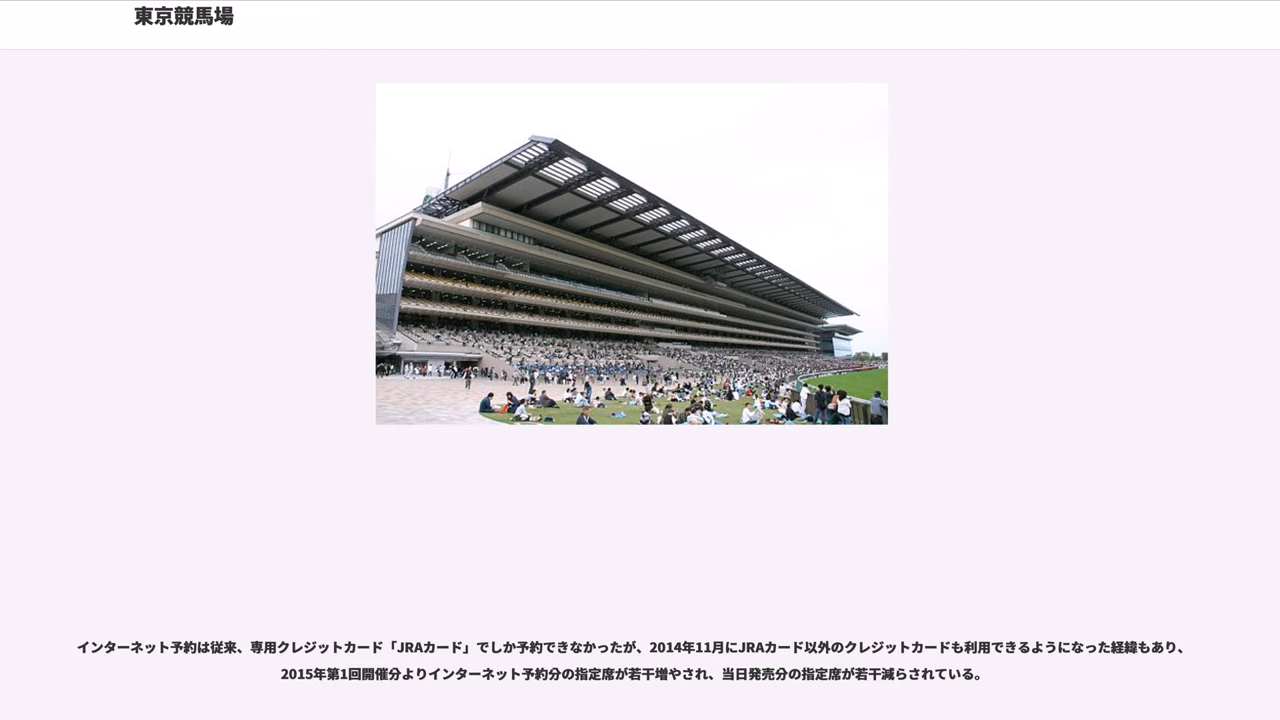 東京競馬場
インターネット予約は従来、専用クレジットカード「JRAカード」でしか予約できなかったが、2014年11月にJRAカード以外のクレジットカードも利用できるようになった経緯もあり、
2015年第1回開催分よりインターネット予約分の指定席が若干増やされ、当日発売分の指定席が若干減らされている。